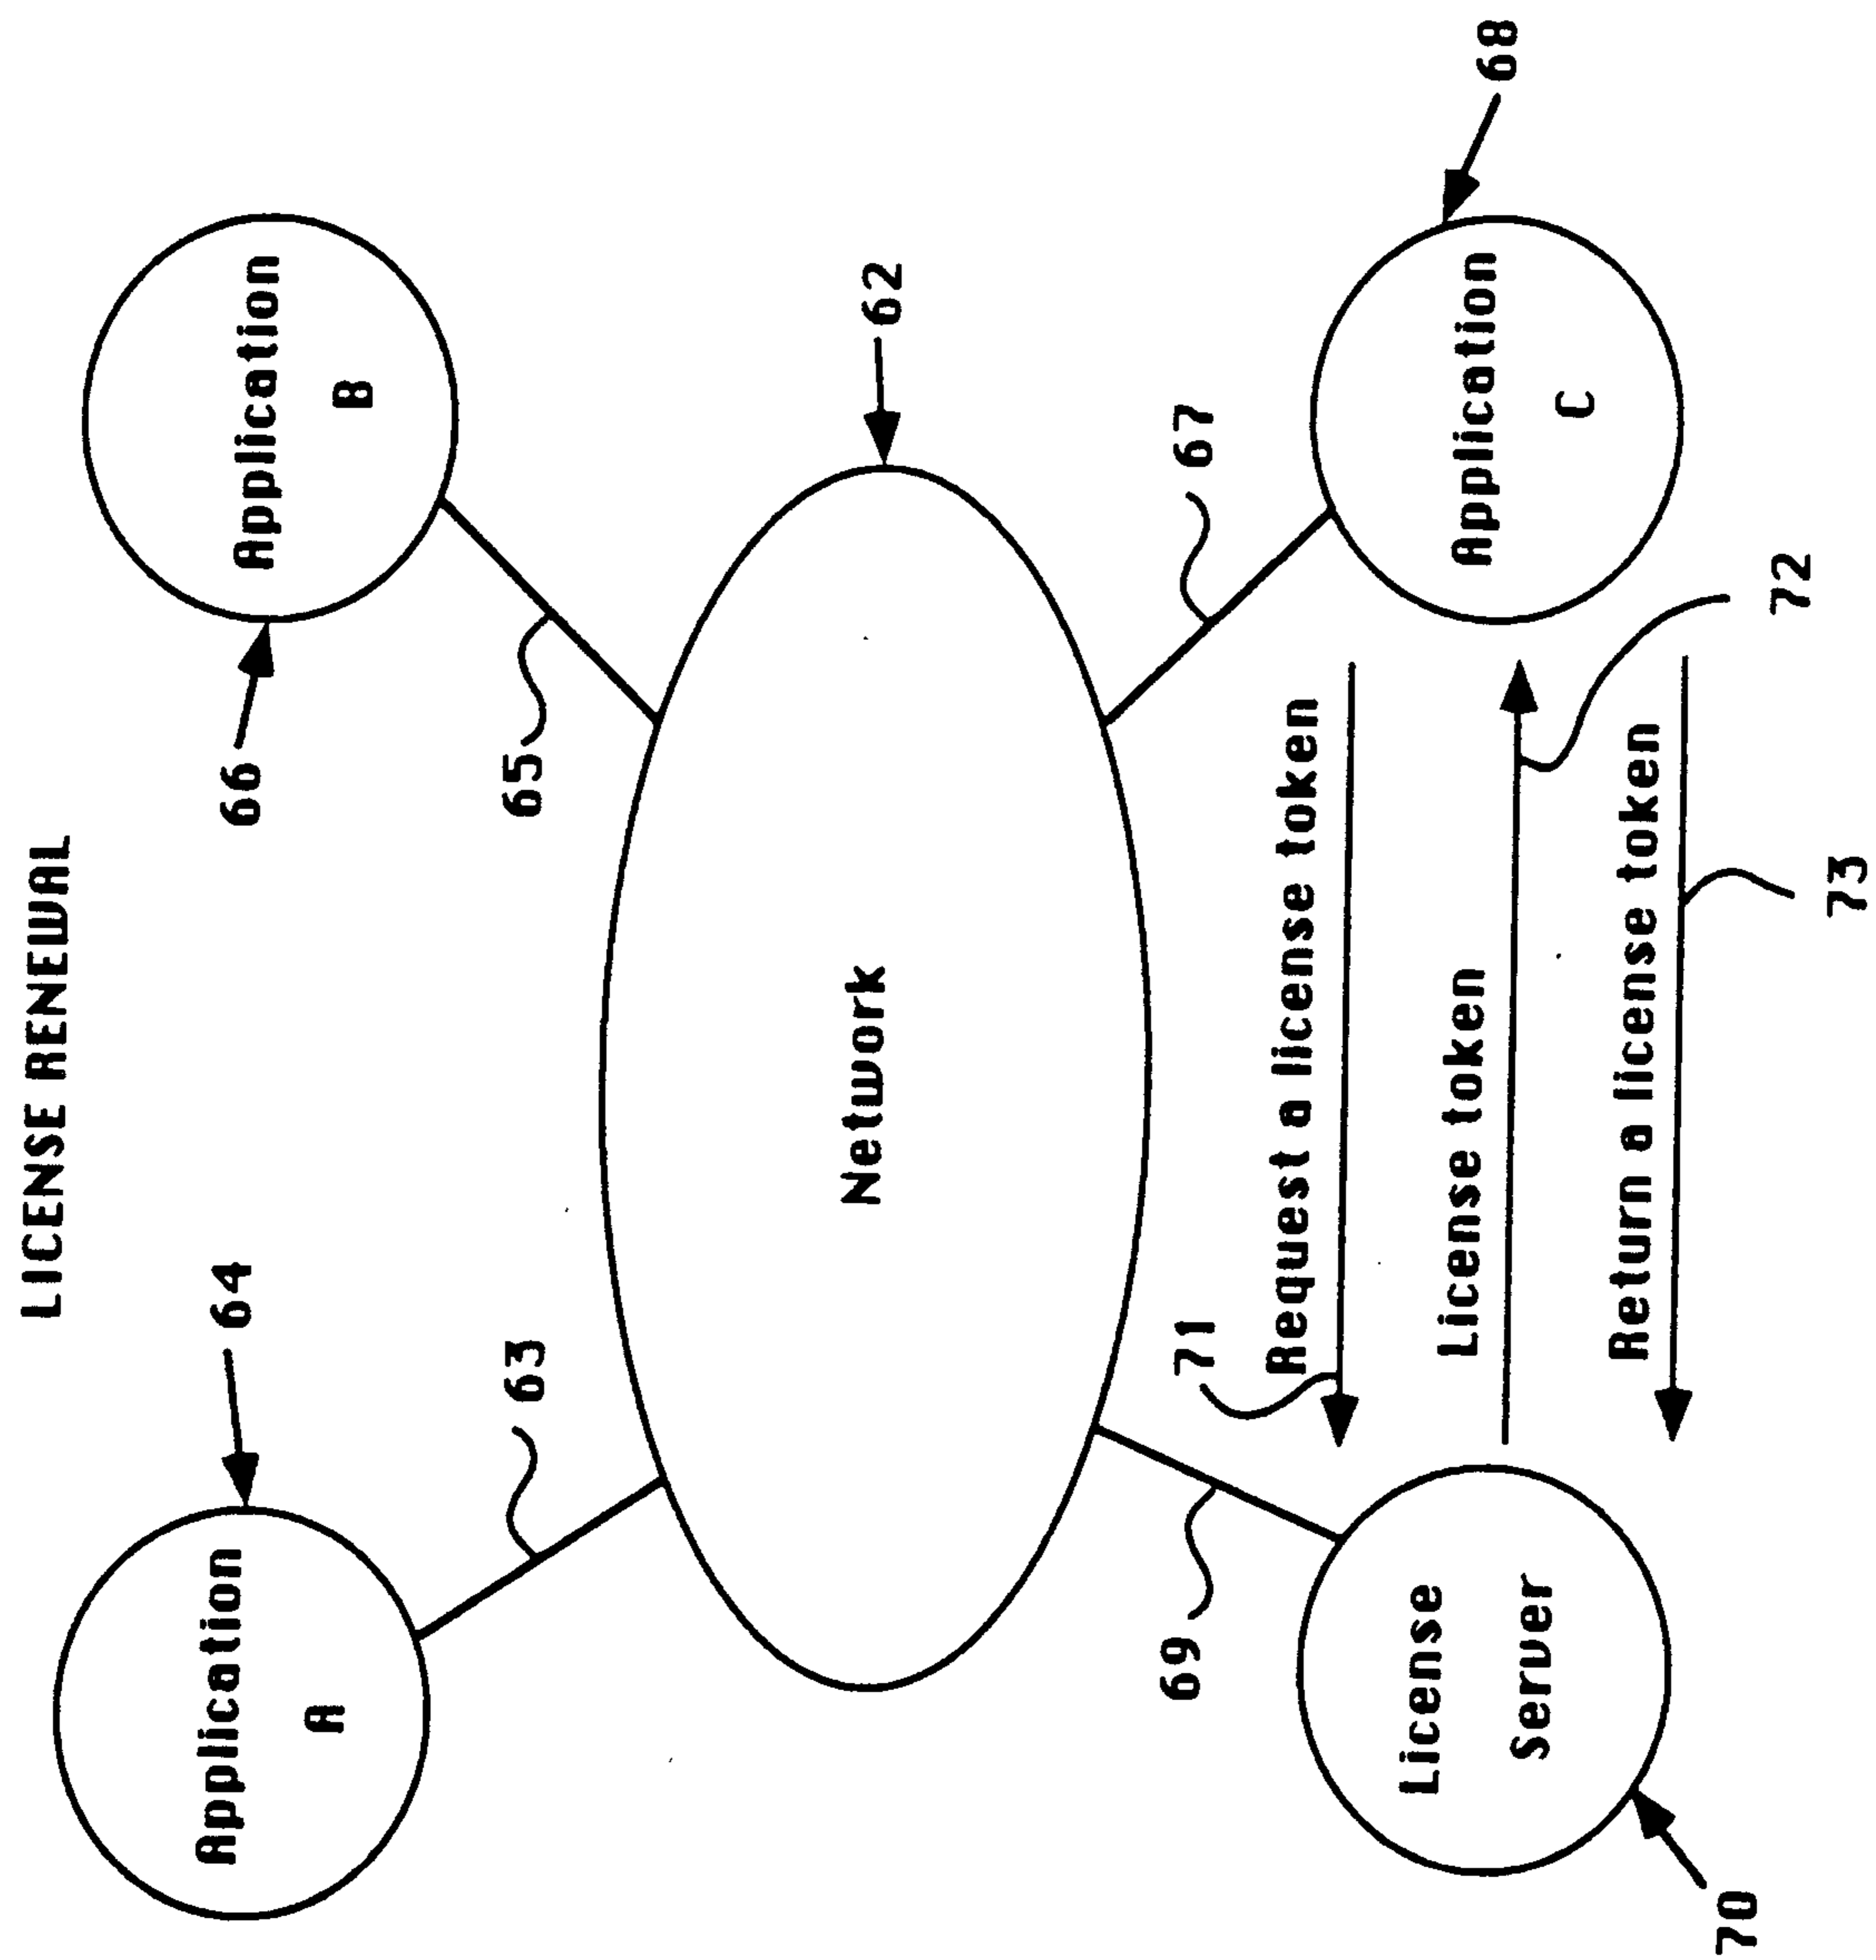 LICENSE RENEWAL
64
66
Application
A
Application
B
63
65
Network
62
69
71
67
68
Request a license token
License
Server
License token
Application
C
Return a license token
70
73
72